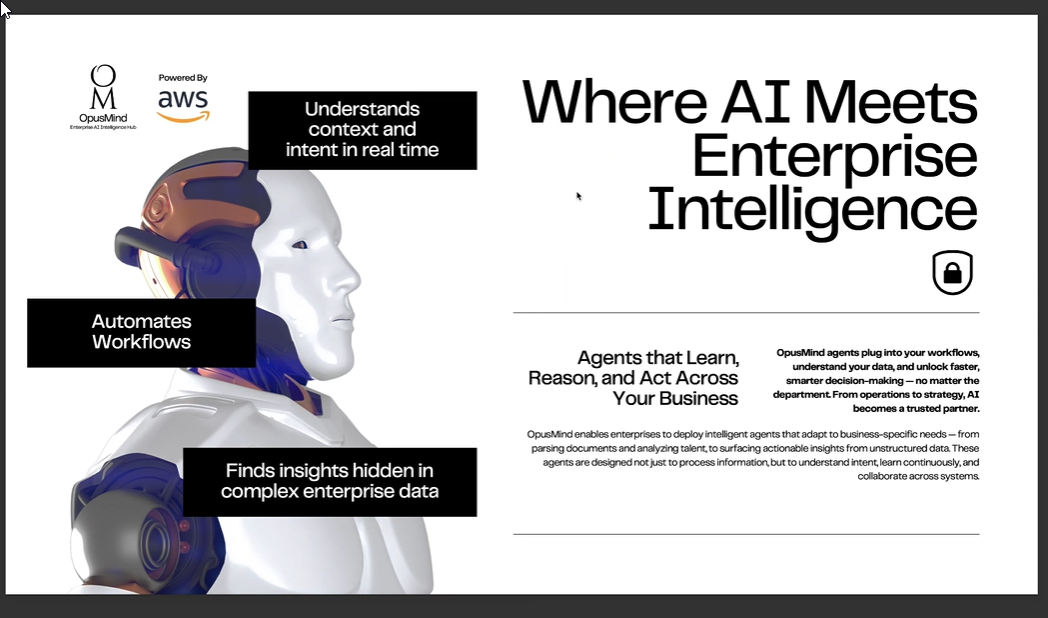 O
M
OpusMind
Enterprise AI Intelligence Hub
Powered By
aws
Understands
context and
intent in real time
Automates
Workflows
Finds insights hidden in
complex enterprise data
Where AI Meets
Enterprise
Intelligence
Agents that Learn,
Reason, and Act Across
Your Business
OpusMind agents plug into your workflows,
understand your data, and unlock faster,
smarter decision-making — no matter the
department. From operations to strategy, AI
becomes a trusted partner.
OpusMind enables enterprises to deploy intelligent agents that adapt to business-specific needs — from
parsing documents and analyzing talent, to surfacing actionable insights from unstructured data. These
agents are designed not just to process information, but to understand intent, learn continuously, and
collaborate across systems.